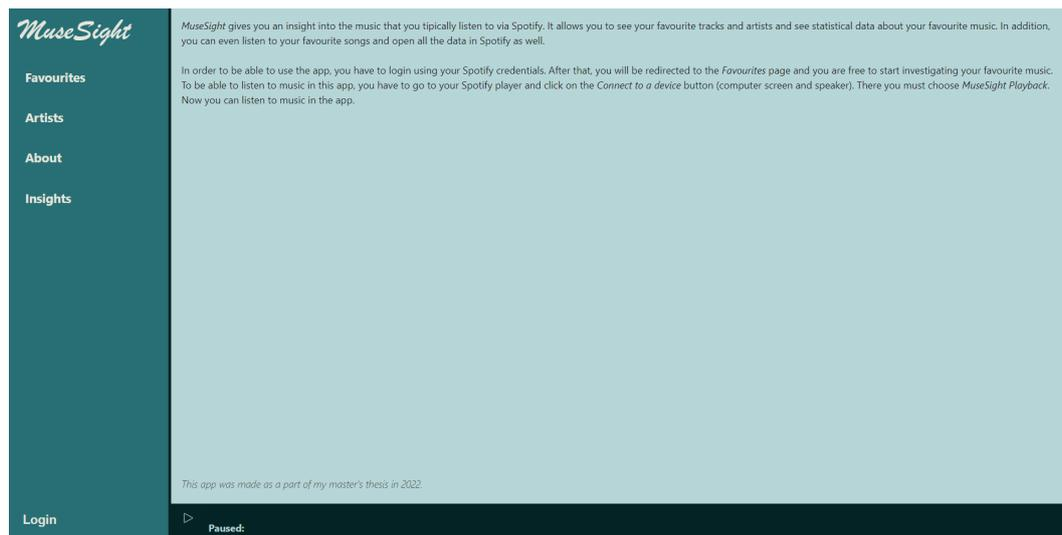 MuseSight
Favourites
Artists
About
Insights
Login
MuseSight gives you an insight into the music that you tipically listen to via Spotify. It allows you to see your favourite tracks and artists and see statistical data about your favourite music. In addition,
you can even listen to your favourite songs and open all the data in Spotify as well.
In order to be able to use the app, you have to login using your Spotify credentials. After that, you will be redirected to the Favourites page and you are free to start investigating your favourite music.
To be able to listen to music in this app, you have to go to your Spotify player and click on the Connect to a device button (computer screen and speaker). There you must choose MuseSight Playback.
Now you can listen to music in the app.
This app was made as a part of my master's thesis in 2022.
Paused: